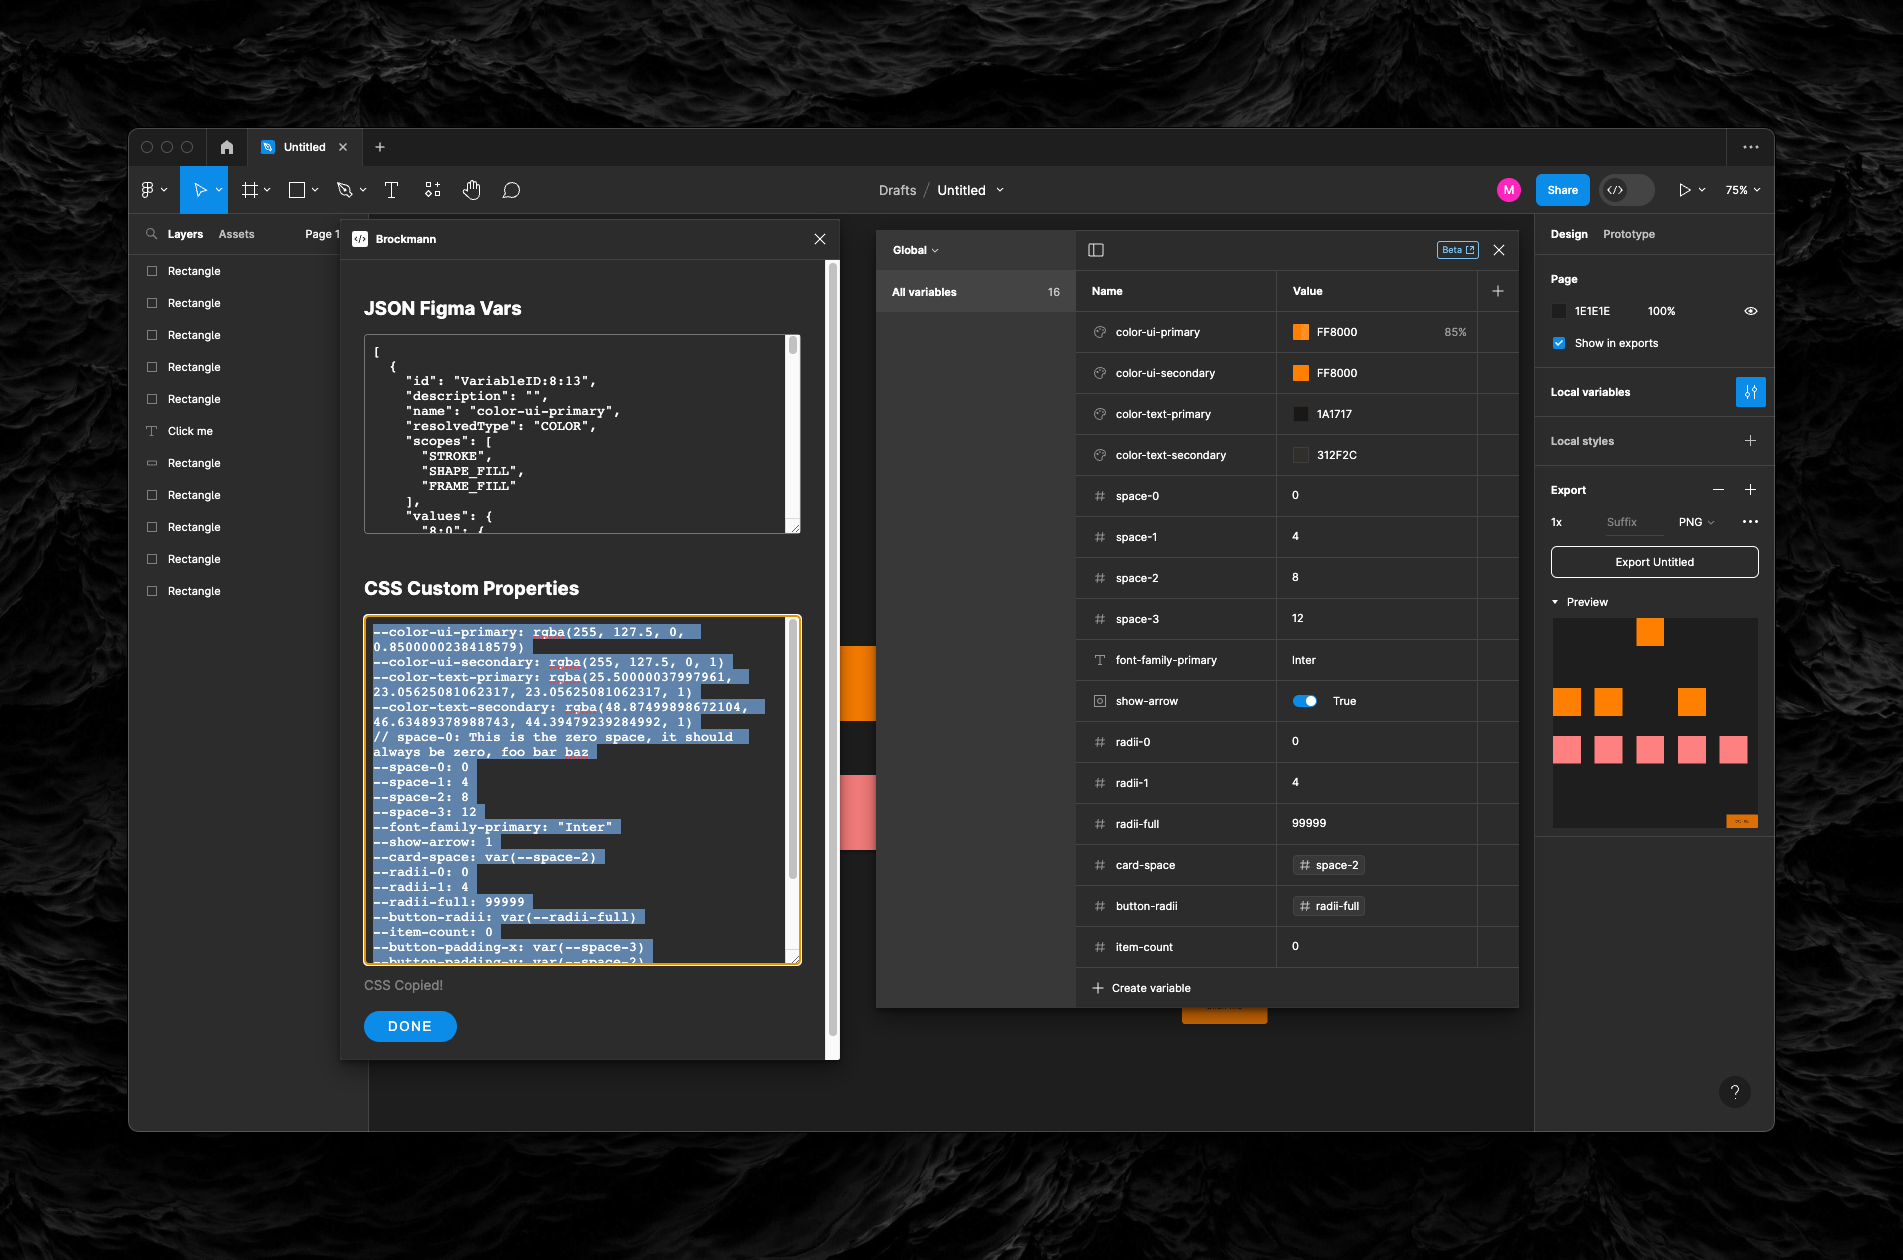 Untitled
Drafts / Untitled
M
Share
75%
Layers
Assets
Page 1
Rectangle
Rectangle
Rectangle
Rectangle
Rectangle
Click me
Rectangle
Rectangle
Rectangle
Rectangle
Rectangle
Brockmann
JSON Figma Vars
[
{
"id": "VariableID:8:13",
"description": "",
"name": "color-ui-primary",
"resolvedType": "COLOR",
"scopes": [
"STROKE",
"SHAPE_FILL",
"FRAME_FILL"
],
"values": {
"8:0": {
CSS Custom Properties
--color-ui-primary: rgba(255, 127.5, 0,
0.8500000238418579)
--color-ui-secondary: rgba(255, 127.5, 0, 1)
--color-text-primary: rgba(25.50000037997961,
23.05625081062317, 23.05625081062317, 1)
--color-text-secondary: rgba(48.87499898672104,
46.63489378988743, 44.39479239284992, 1)
// space-0: This is the zero space, it should
always be zero, foo bar baz
--space-0: 0
--space-1: 4
--space-2: 8
--space-3: 12
--font-family-primary: "Inter"
--show-arrow: 1
--card-space: var(--space-2)
--radii-0: 0
--radii-1: 4
--radii-full: 99999
--button-radii: var(--radii-full)
--item-count: 0
--button-padding-x: var(--space-3)
--button-padding-y: var(--space-2)
CSS Copied!
DONE
Global
Beta
All variables 16
Name Value
color-ui-primary FF8000 85%
color-ui-secondary FF8000
color-text-primary 1A1717
color-text-secondary 312F2C
space-0 0
space-1 4
space-2 8
space-3 12
font-family-primary Inter
show-arrow True
radii-0 0
radii-1 4
radii-full 99999
card-space space-2
button-radii radii-full
item-count 0
Create variable
Design
Prototype
Page
1E1E1E 100%
Show in exports
Local variables
Local styles
Export
1x Suffix PNG
Export Untitled
Preview
?